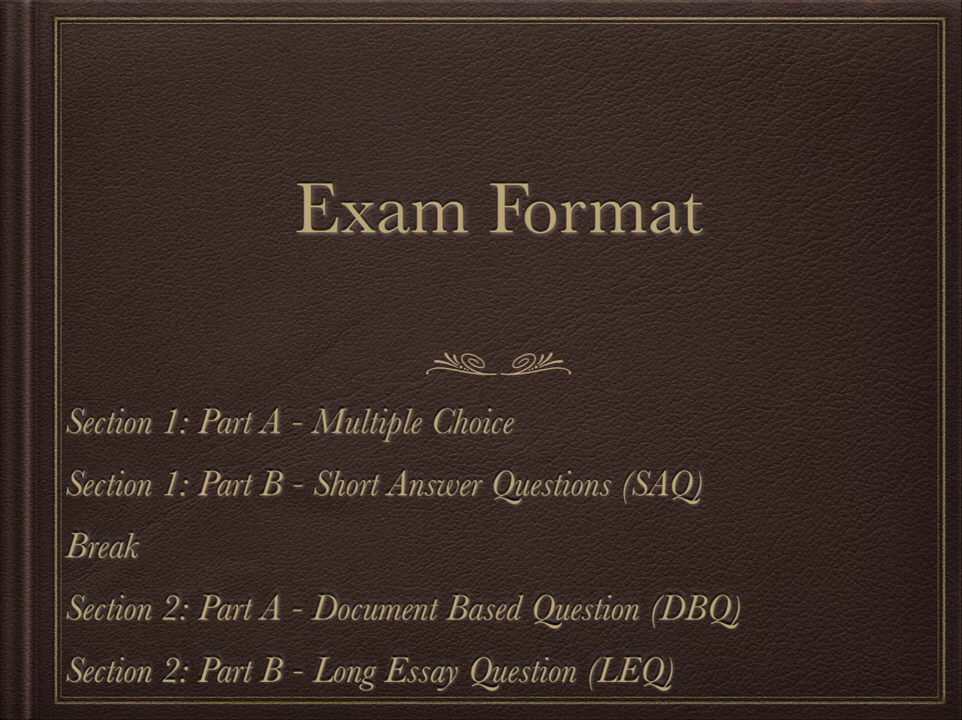 Exam Format
Section 1: Part A - Multiple Choice
Section 1: Part B - Short Answer Questions (SAQ)
Break
Section 2: Part A - Document Based Question (DBQ)
Section 2: Part B - Long Essay Question (LEQ)